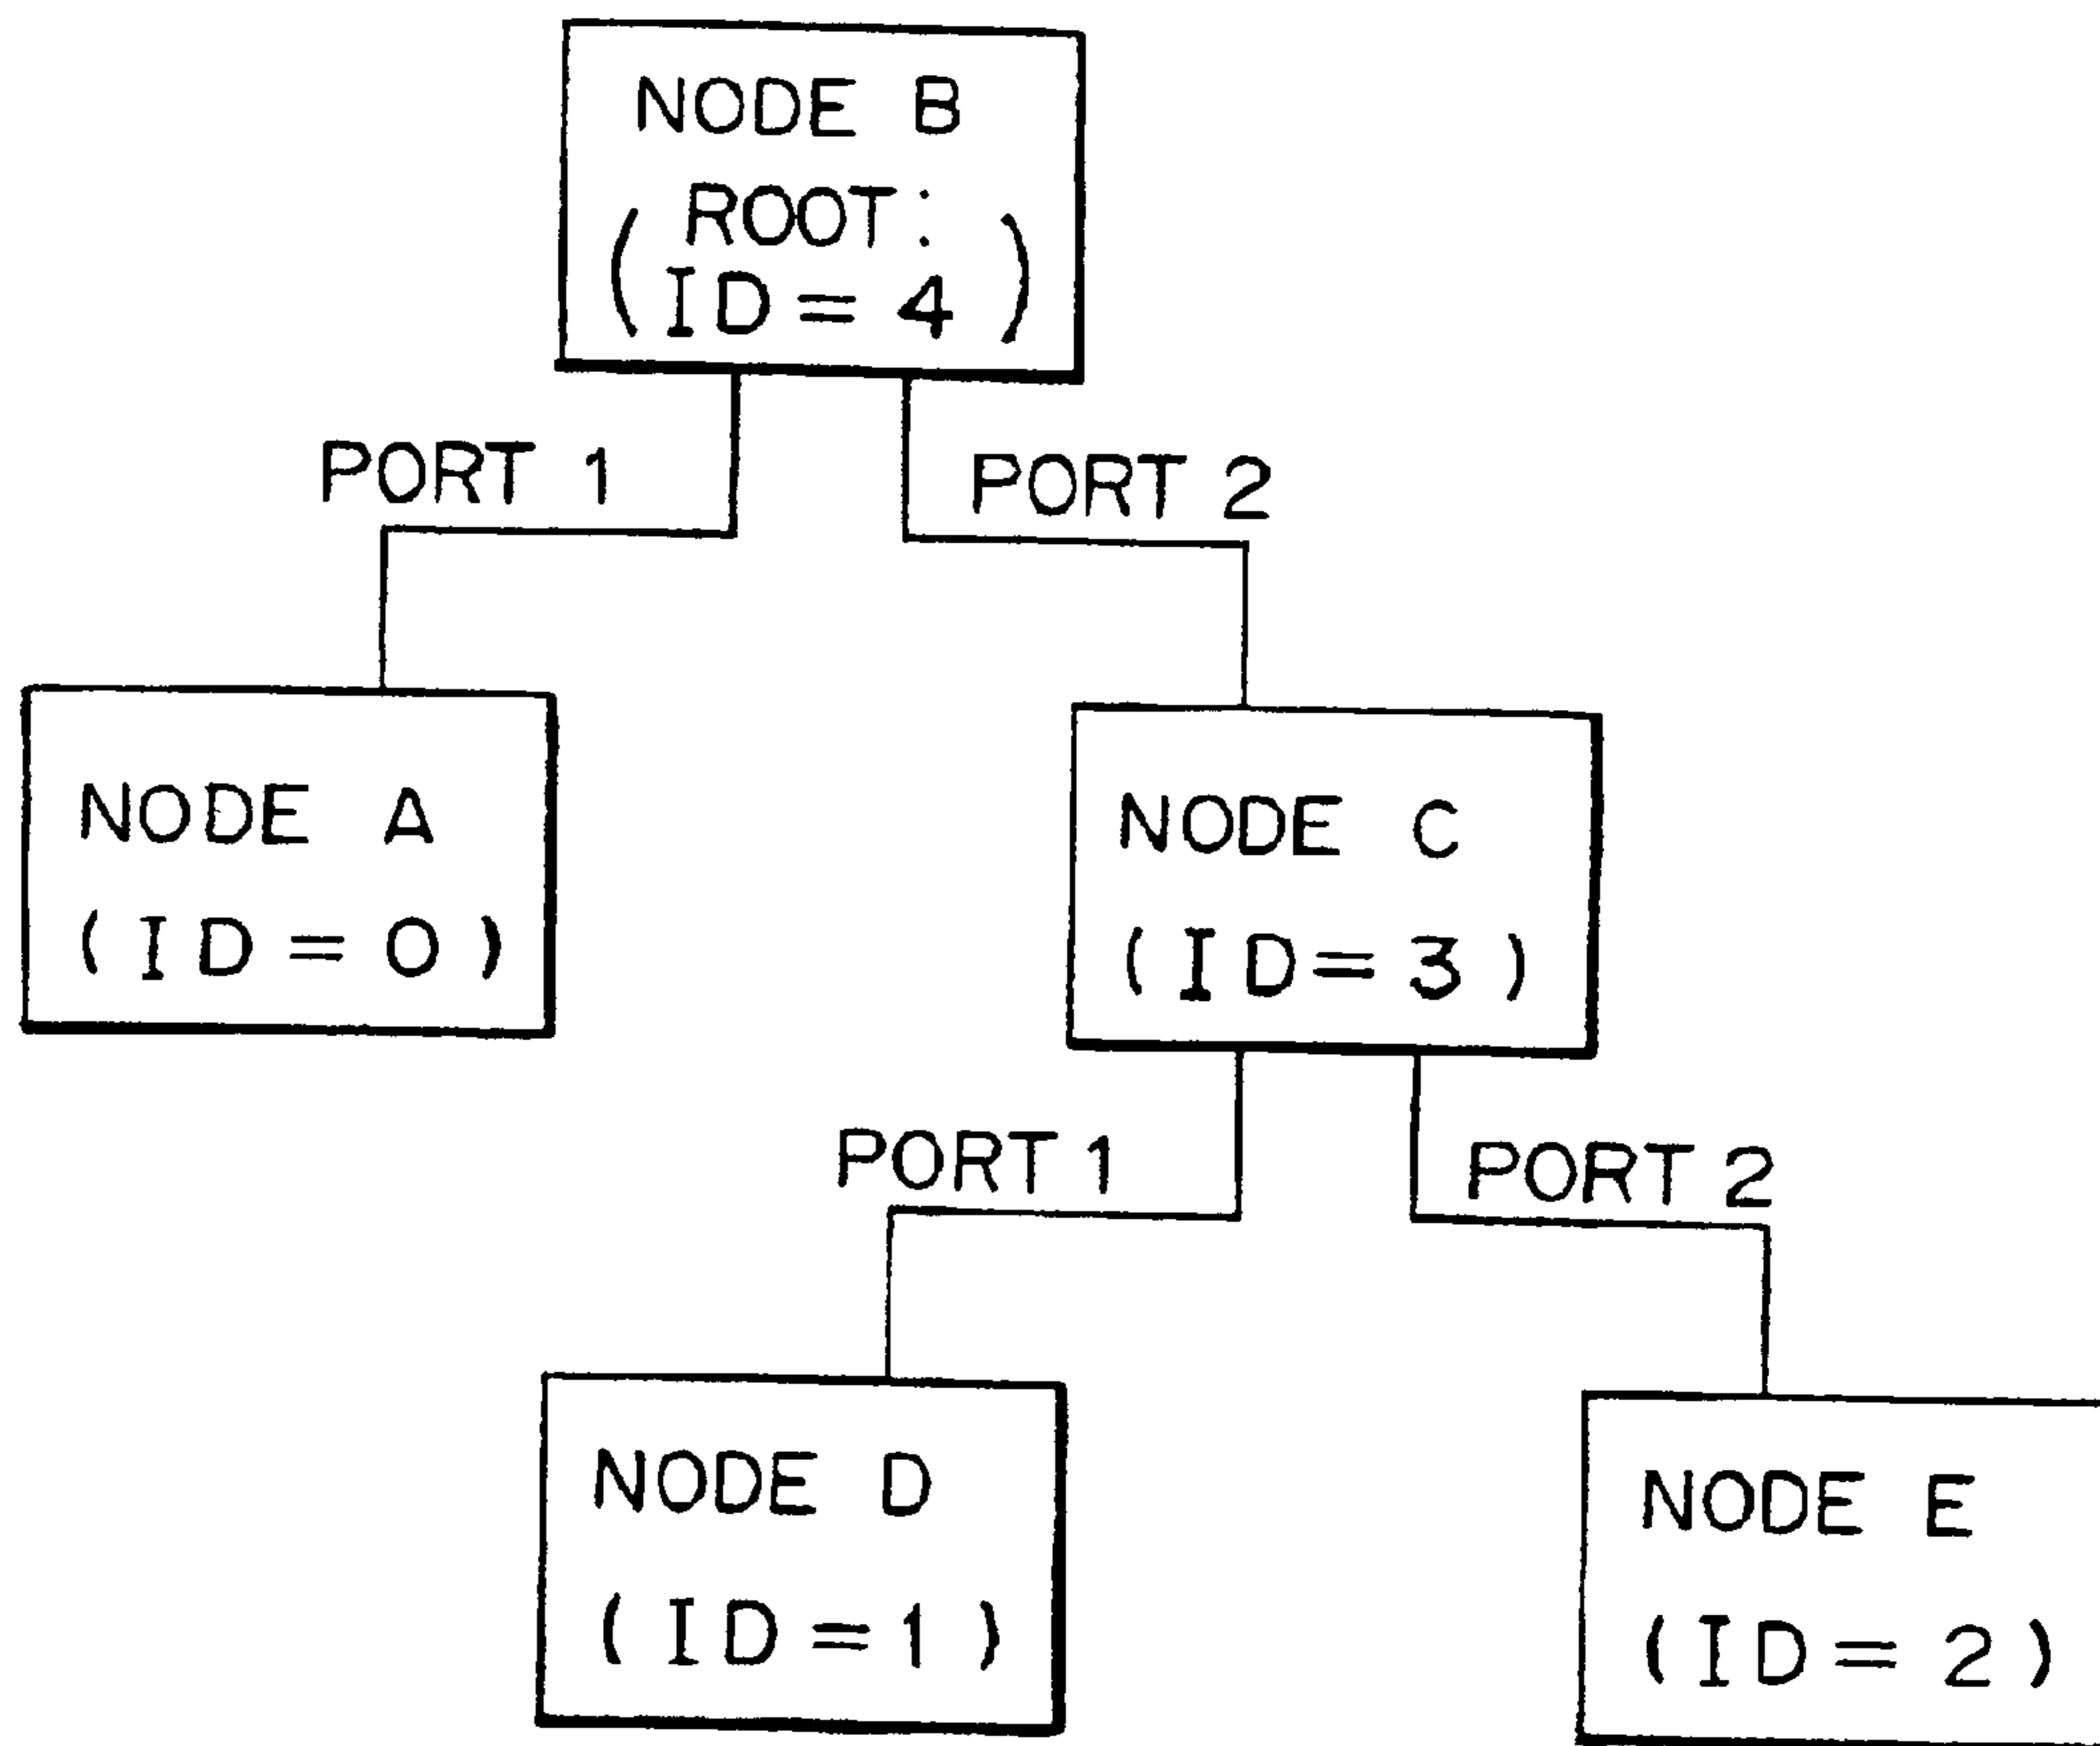 NODE B
ROOT:
( ID = 4 )
PORT 1
PORT 2
NODE A
( ID = 0 )
NODE C
( ID = 3 )
PORT 1
PORT 2
NODE D
( ID = 1 )
NODE E
( ID = 2 )